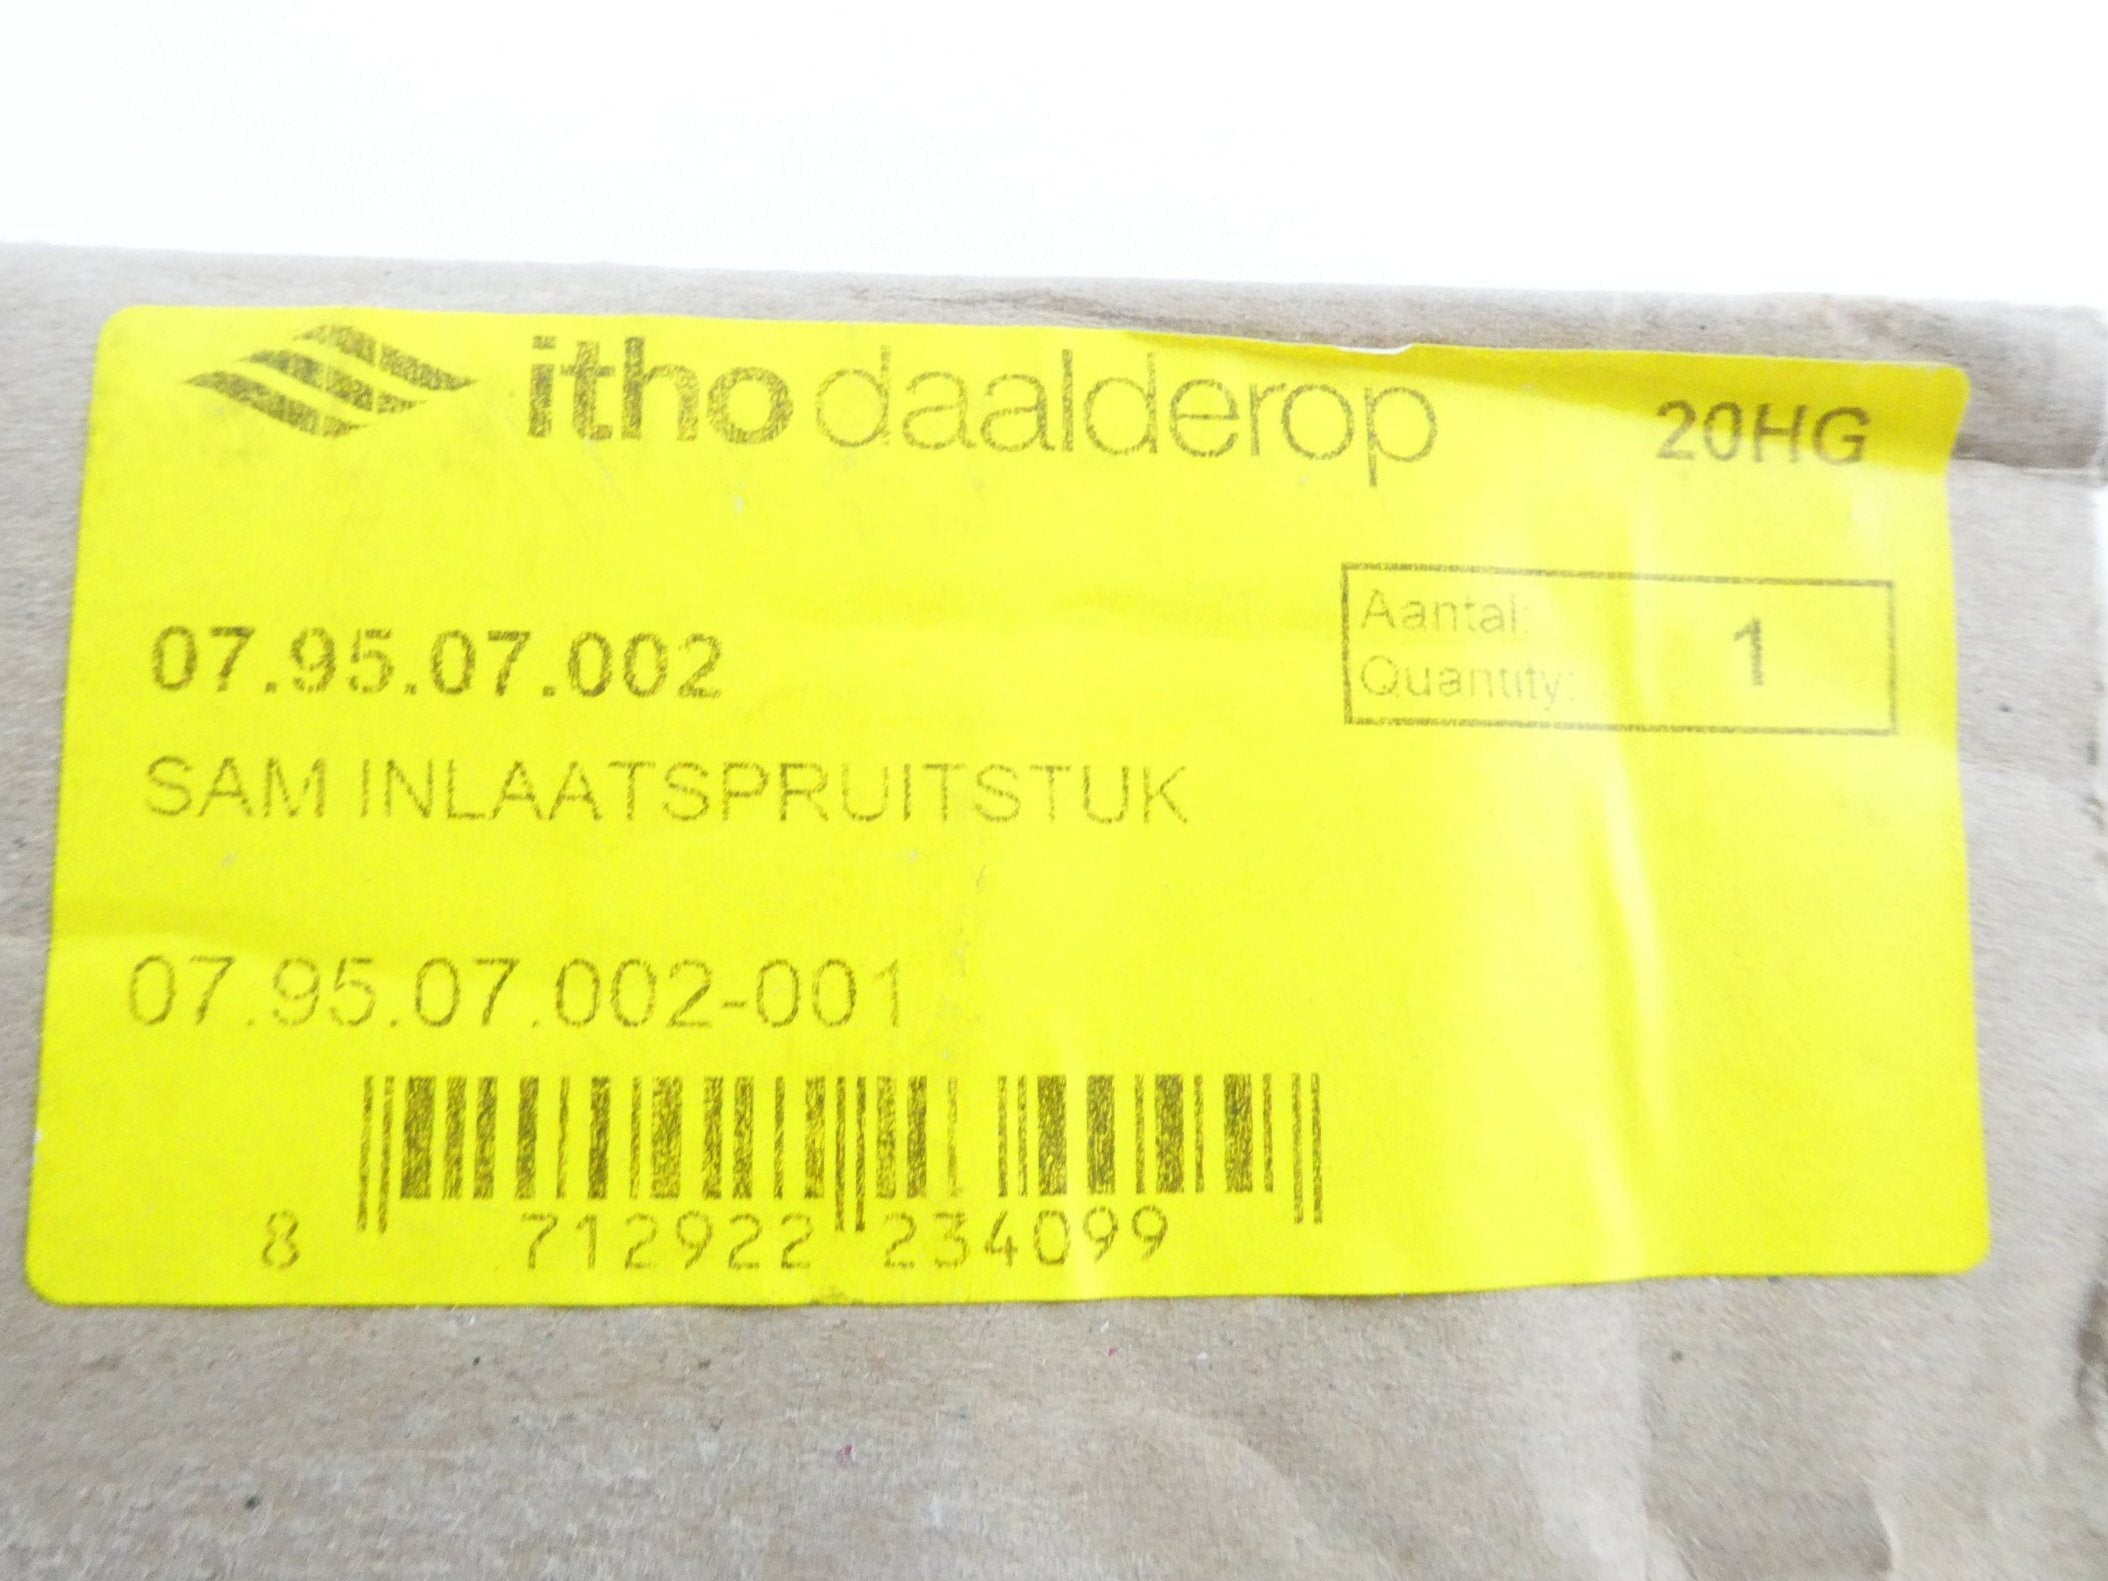 itho daalderop 20HG
Aantal:
Quantity: 1
07.95.07.002
SAM INLAATSPRUITSTUK
07.95.07.002-001
8 712922 234099